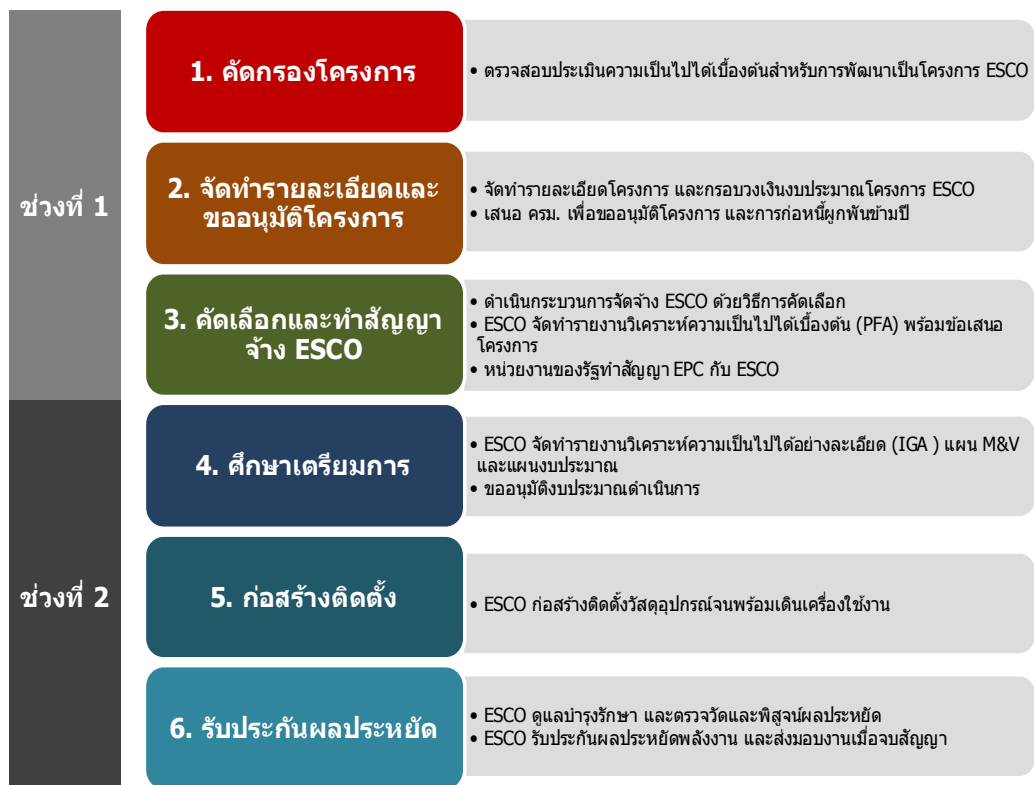 ช่วงที่ 1
1. คัดกรองโครงการ
• ตรวจสอบประเมินความเป็นไปได้เบื้องต้นสำหรับการพัฒนาเป็นโครงการ ESCO
2. จัดทำรายละเอียดและ
ขออนุมัติโครงการ
• จัดทำรายละเอียดโครงการ และกรอบวงเงินงบประมาณโครงการ ESCO
• เสนอ ครม. เพื่อขออนุมัติโครงการ และการก่อหนี้ผูกพันข้ามปี
3. คัดเลือกและทำสัญญา
จ้าง ESCO
• ดำเนินกระบวนการจัดจ้าง ESCO ด้วยวิธีการคัดเลือก
• ESCO จัดทำรายงานวิเคราะห์ความเป็นไปได้เบื้องต้น (PFA) พร้อมข้อเสนอ
โครงการ
• หน่วยงานของรัฐทำสัญญา EPC กับ ESCO
ช่วงที่ 2
4. ศึกษาเตรียมการ
• ESCO จัดทำรายงานวิเคราะห์ความเป็นไปได้อย่างละเอียด (IGA ) แผน M&V
และแผนงบประมาณ
• ขออนุมัติงบประมาณดำเนินการ
5. ก่อสร้างติดตั้ง
• ESCO ก่อสร้างติดตั้งวัสดุอุปกรณ์จนพร้อมเดินเครื่องใช้งาน
6. รับประกันผลประหยัด
• ESCO ดูแลบำรุงรักษา และตรวจวัดและพิสูจน์ผลประหยัด
• ESCO รับประกันผลประหยัดพลังงาน และส่งมอบงานเมื่อจบสัญญา